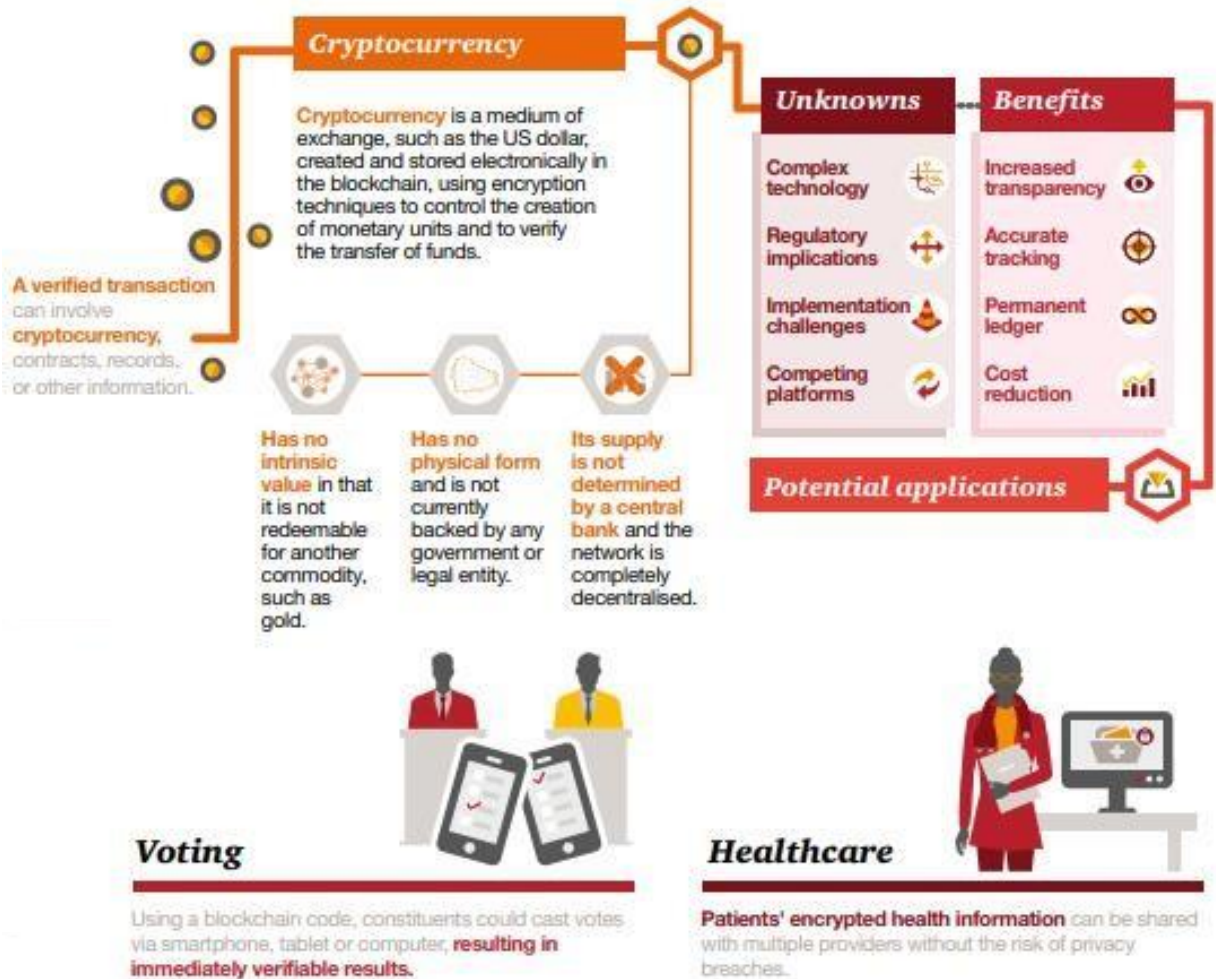 Cryptocurrency
Cryptocurrency is a medium of
exchange, such as the US dollar,
created and stored electronically in
the blockchain, using encryption
techniques to control the creation
of monetary units and to verify
the transfer of funds.
A verified transaction
can involve
cryptocurrency,
contracts, records,
or other information.
Has no
intrinsic
value in that
it is not
redeemable
for another
commodity,
such as
gold.
Has no
physical form
and is not
currently
backed by any
government or
legal entity.
Its supply
is not
determined
by a central
bank and the
network is
completely
decentralised.
Unknowns
Complex
technology
Regulatory
implications
Implementation
challenges
Competing
platforms
Benefits
Increased
transparency
Accurate
tracking
Permanent
ledger
Cost
reduction
Potential applications
Voting
Using a blockchain code, constituents could cast votes
via smartphone, tablet or computer, resulting in
immediately verifiable results.
Healthcare
Patients' encrypted health information can be shared
with multiple providers without the risk of privacy
breaches.